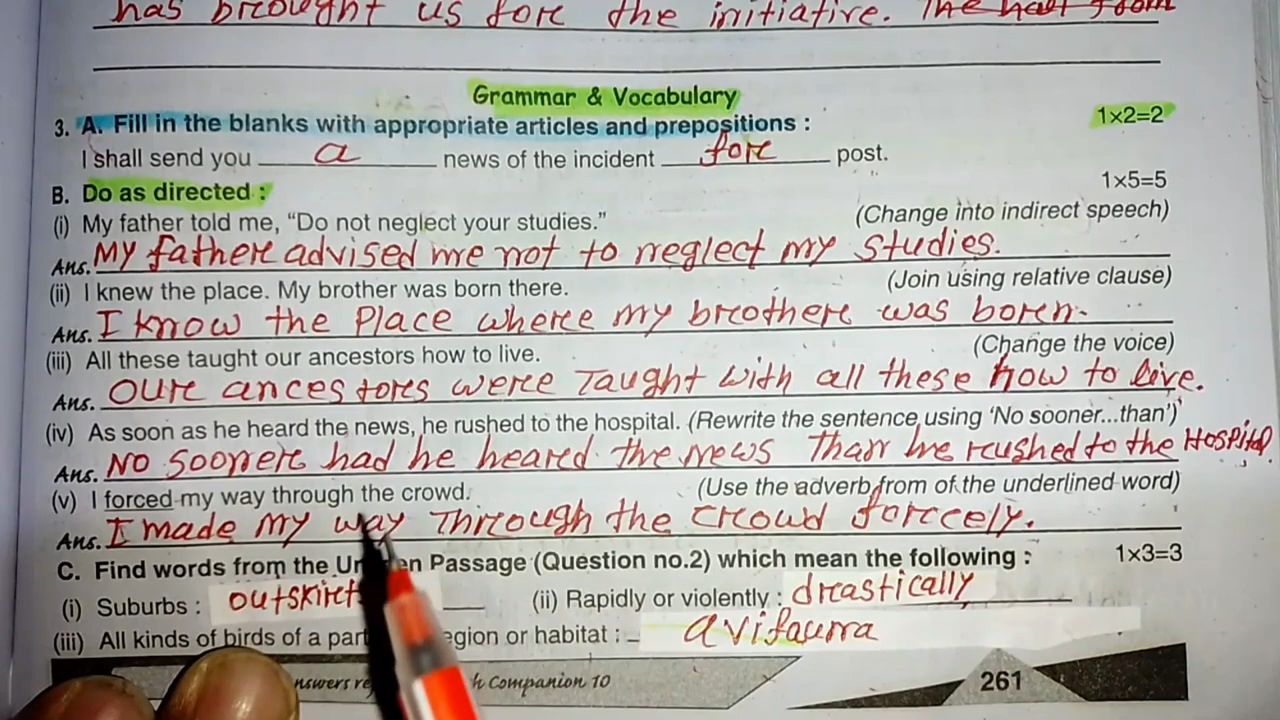 has brought us for the initiative. The half from
Grammar & Vocabulary
3. A. Fill in the blanks with appropriate articles and prepositions : 1×2=2
I shall send you a news of the incident for post.
B. Do as directed : 1×5=5
(i) My father told me, “Do not neglect your studies.” (Change into indirect speech)
Ans. My father advised me not to neglect my studies.
(ii) I knew the place. My brother was born there. (Join using relative clause)
Ans. I know the place where my brother was born.
(iii) All these taught our ancestors how to live. (Change the voice)
Ans. Our ancestors were Taught with all these how to live.
(iv) As soon as he heard the news, he rushed to the hospital. (Rewrite the sentence using ‘No sooner...than’)
Ans. No sooner had he heard the news Than he rushed to the Hospital.
(v) I forced my way through the crowd. (Use the adverb from of the underlined word)
Ans. I made my way Through the crowd forcely.
C. Find words from the Un en Passage (Question no.2) which mean the following : 1×3=3
(i) Suburbs : outskirts (ii) Rapidly or violently : drastically
(iii) All kinds of birds of a part egion or habitat : avifauna
nswers re h Companion 10 261